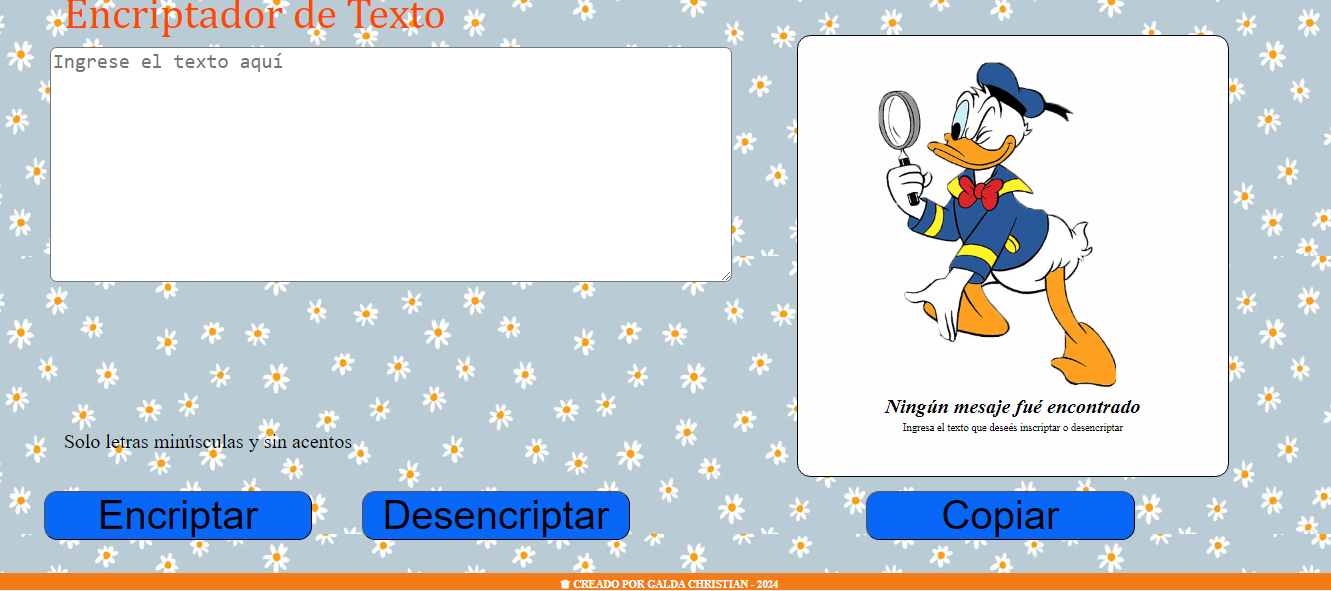 Encriptador de Texto
Ingrese el texto aquí
Ningún mesaje fué encontrado
Ingresa el texto que deseés inscriptar o desencriptar
Solo letras minúsculas y sin acentos
Encriptar
Desencriptar
Copiar
CREADO POR GALDA CHRISTIAN - 2024